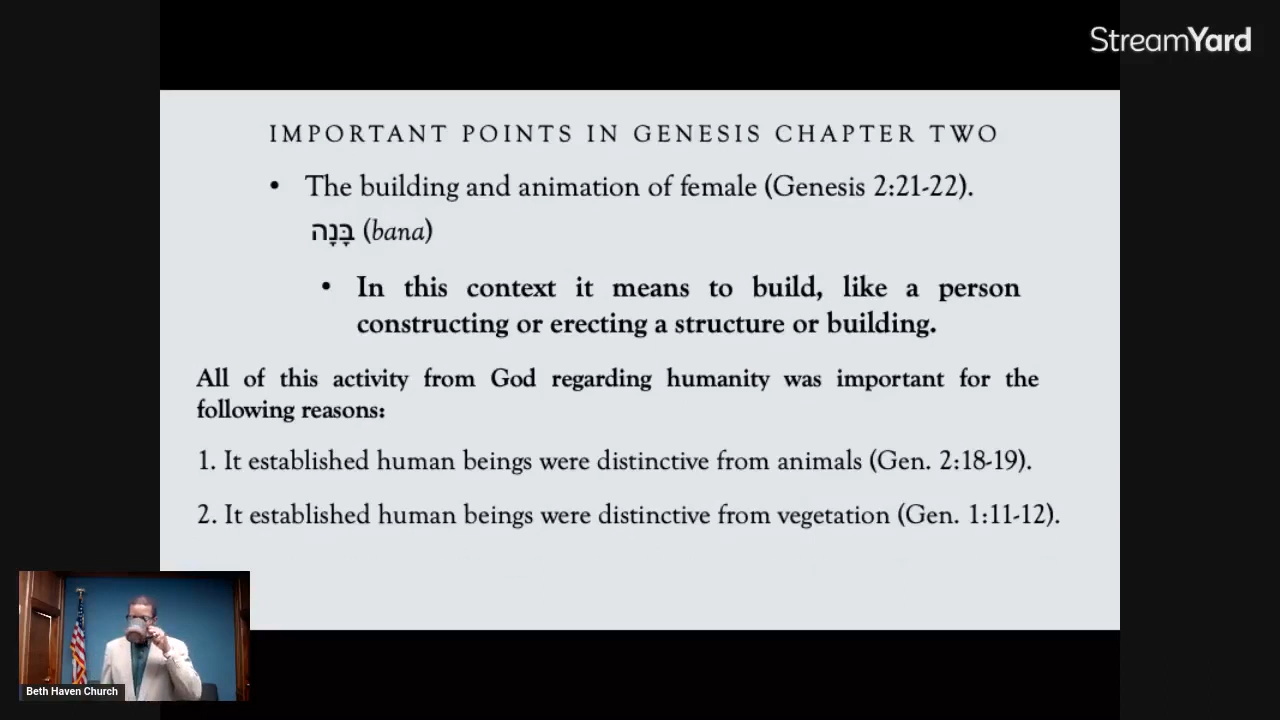 StreamYard
IMPORTANT POINTS IN GENESIS CHAPTER TWO
• The building and animation of female (Genesis 2:21-22).
בָּנָה (bana)
• In this context it means to build, like a person
constructing or erecting a structure or building.
All of this activity from God regarding humanity was important for the
following reasons:
1. It established human beings were distinctive from animals (Gen. 2:18-19).
2. It established human beings were distinctive from vegetation (Gen. 1:11-12).
Beth Haven Church